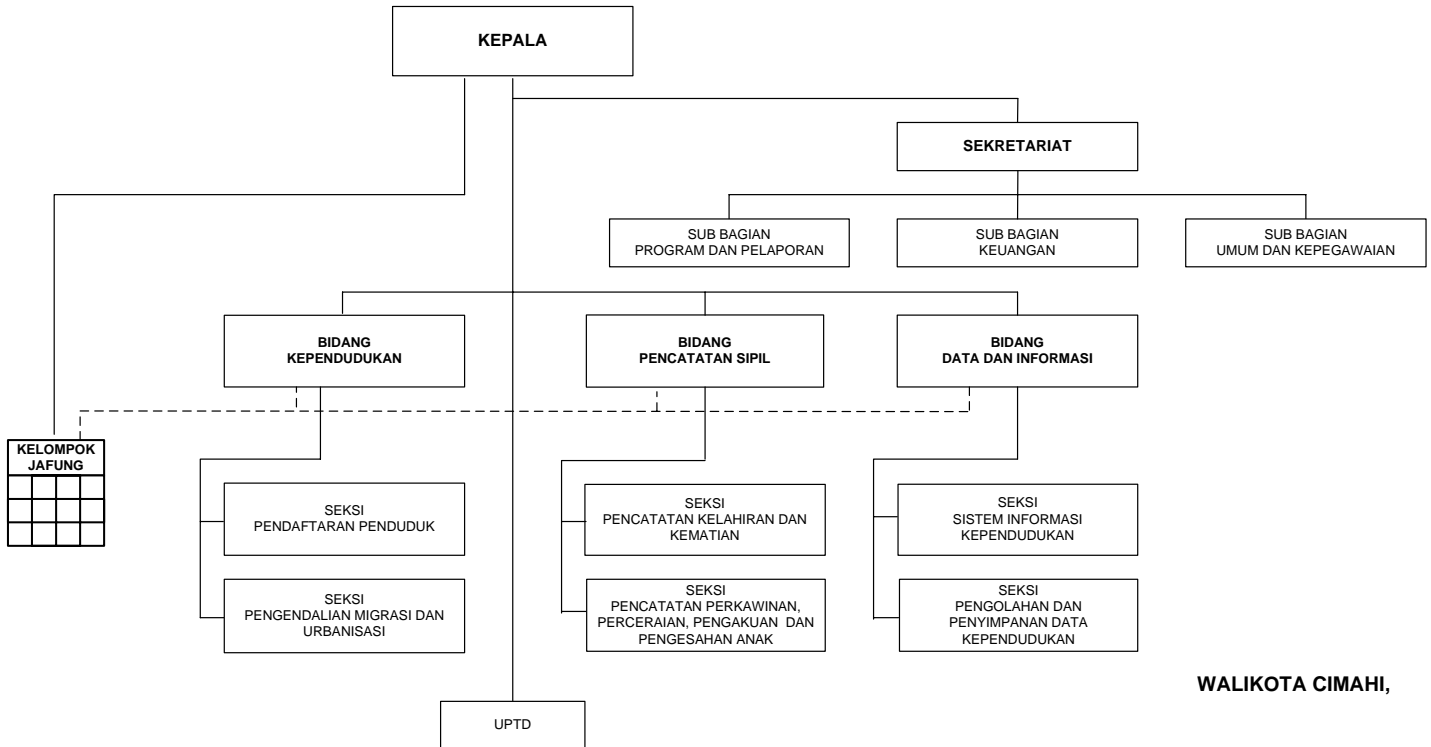 KEPALA
SEKRETARIAT
SUB BAGIAN
PROGRAM DAN PELAPORAN
SUB BAGIAN
KEUANGAN
SUB BAGIAN
UMUM DAN KEPEGAWAIAN
BIDANG
KEPENDUDUKAN
BIDANG
PENCATATAN SIPIL
BIDANG
DATA DAN INFORMASI
KELOMPOK
JAFUNG
SEKSI
PENDAFTARAN PENDUDUK
SEKSI
PENCATATAN KELAHIRAN DAN
KEMATIAN
SEKSI
SISTEM INFORMASI
KEPENDUDUKAN
SEKSI
PENGENDALIAN MIGRASI DAN
URBANISASI
SEKSI
PENCATATAN PERKAWINAN,
PERCERAIAN, PENGAKUAN DAN
PENGESAHAN ANAK
SEKSI
PENGOLAHAN DAN
PENYIMPANAN DATA
KEPENDUDUKAN
WALIKOTA CIMAHI,
UPTD